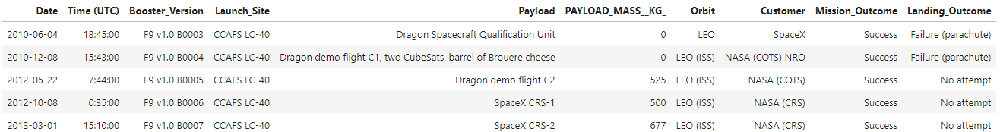 Date Time (UTC) Booster_Version Launch_Site Payload PAYLOAD_MASS__KG_ Orbit Customer Mission_Outcome Landing_Outcome
2010-06-04 18:45:00 F9 v1.0 B0003 CCAFS LC-40 Dragon Spacecraft Qualification Unit 0 LEO SpaceX Success Failure (parachute)
2010-12-08 15:43:00 F9 v1.0 B0004 CCAFS LC-40 Dragon demo flight C1, two CubeSats, barrel of Brouere cheese 0 LEO (ISS) NASA (COTS) NRO Success Failure (parachute)
2012-05-22 7:44:00 F9 v1.0 B0005 CCAFS LC-40 Dragon demo flight C2 525 LEO (ISS) NASA (COTS) Success No attempt
2012-10-08 0:35:00 F9 v1.0 B0006 CCAFS LC-40 SpaceX CRS-1 500 LEO (ISS) NASA (CRS) Success No attempt
2013-03-01 15:10:00 F9 v1.0 B0007 CCAFS LC-40 SpaceX CRS-2 677 LEO (ISS) NASA (CRS) Success No attempt